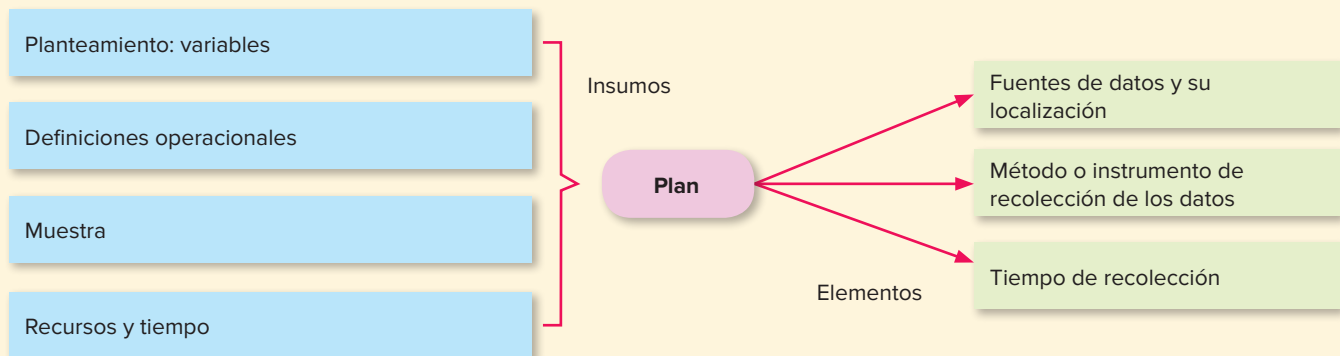 Planteamiento: variables
Definiciones operacionales
Muestra
Recursos y tiempo
Insumos
Plan
Elementos
Fuentes de datos y su
localización
Método o instrumento de
recolección de los datos
Tiempo de recolección